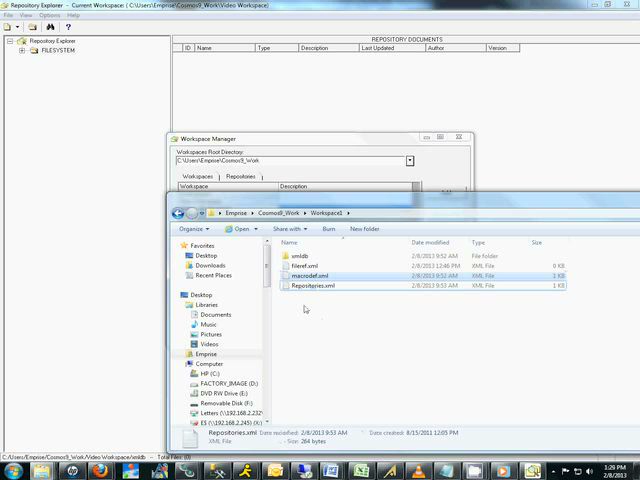 Repository Explorer - Current Workspace: ( C:\Users\Emprise\Cosmos9_Work\Video Workspace)
File View Options Help
Repository Explorer
FILESYSTEM
REPOSITORY DOCUMENTS
ID Name Type Description Last Updated Author Version
Workspace Manager
Workspaces Root Directory:
C:\Users\Emprise\Cosmos9_Work
Workspaces Repositories
Workspace Description
Emprise Cosmos9_Work Workspace1
Organize Open Share with Burn New folder
Name Date modified Type Size
Favorites
Desktop
Downloads
Recent Places
Desktop
Libraries
Documents
Music
Pictures
Videos
Emprise
Computer
HP (C:)
FACTORY_IMAGE (D:)
DVD RW Drive (E:)
Removable Disk (F:)
Letters (\\192.2.232
ES (\\192.2.245) (X:)
xmldb 2/8/2013 9:52 AM File folder
fileref.xml 2/8/2013 12:46 PM XML File 0 KB
macrodef.xml 2/8/2013 9:52 AM XML File 1 KB
Repositories.xml 2/8/2013 9:53 AM XML File 1 KB
Repositories.xml Date modified: 2/8/2013 9:53 AM Date created: 8/15/2011 12:05 PM
XML File Size: 264 bytes
C:/Users/Emprise/Cosmos9_Work/Video Workspace/xmldb Total Files: (0)
1:29 PM
2/8/2013